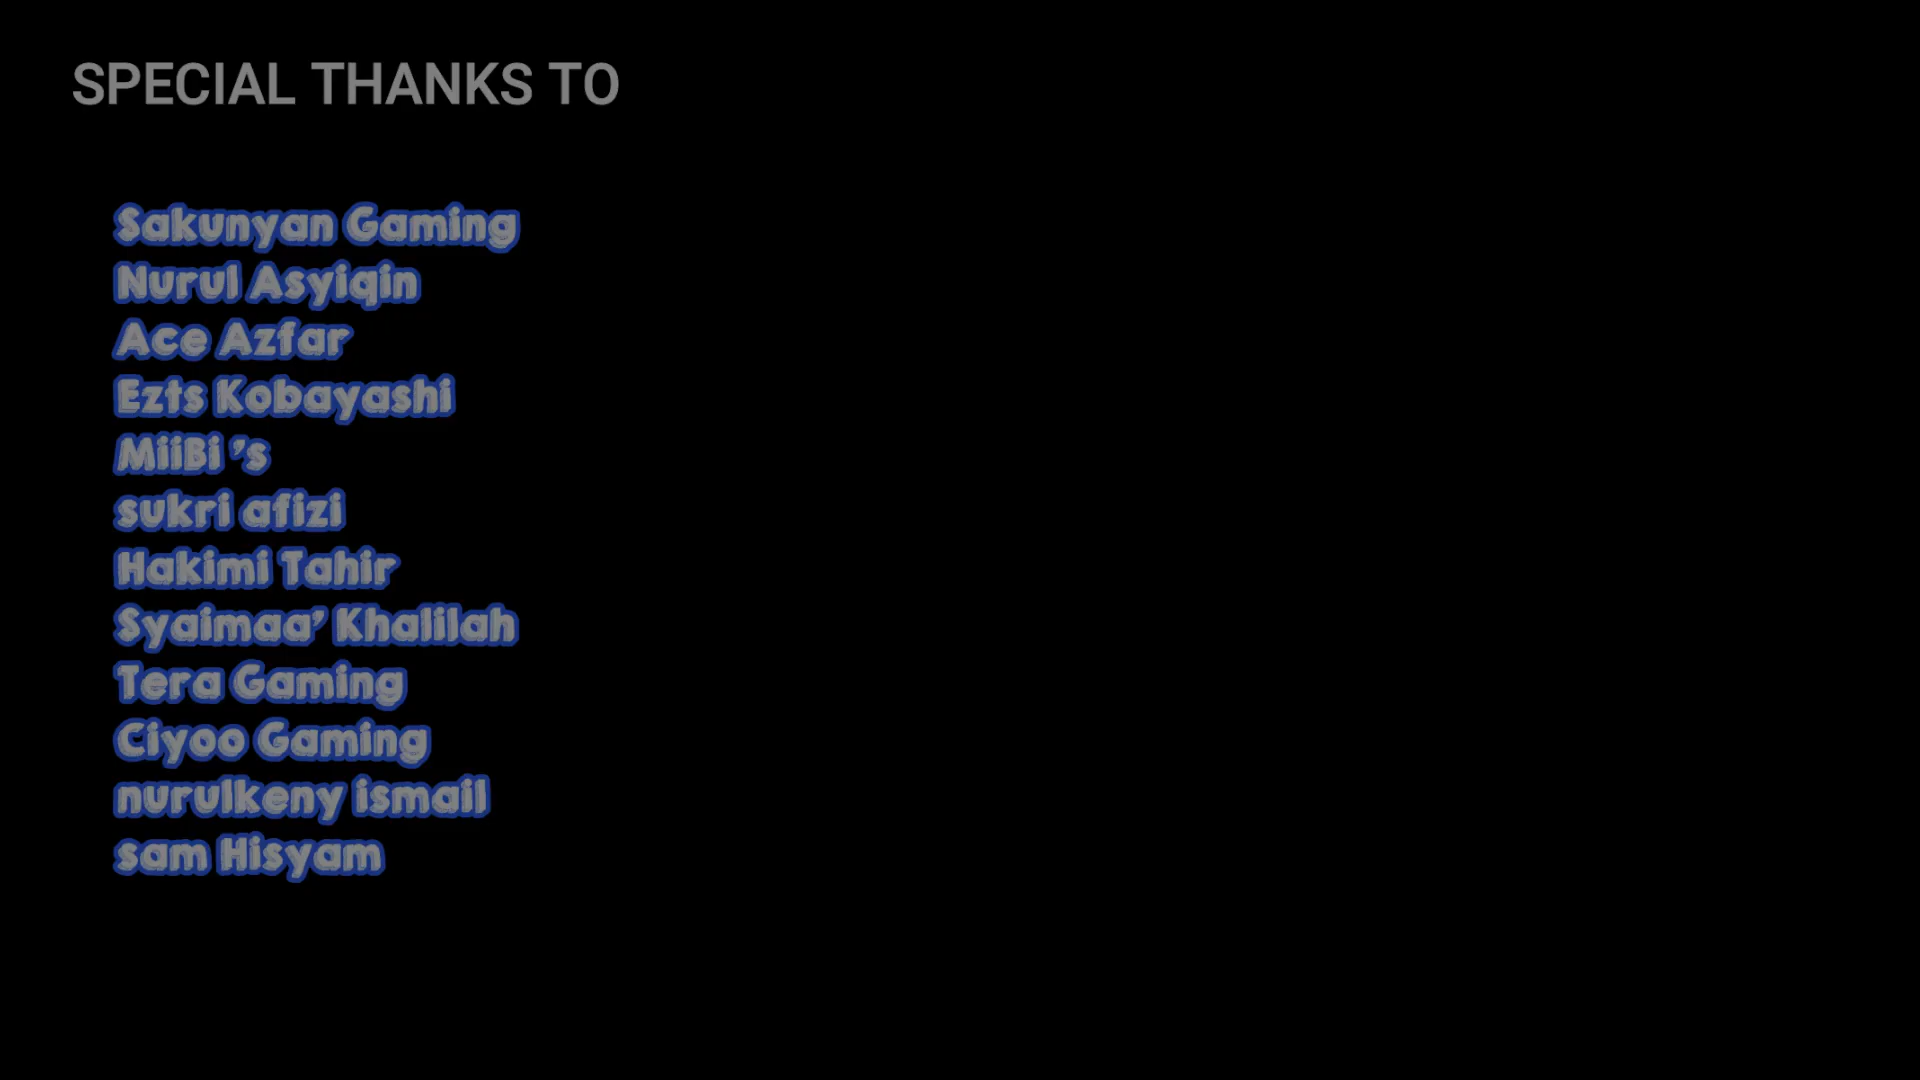 SPECIAL THANKS TO
Sakunyan Gaming
Nurul Asyiqin
Ace Azfar
Ezts Kobayashi
MiiBi 's
sukri afizi
Hakimi Tahir
Syaimaa' Khalilah
Tera Gaming
Ciyoo Gaming
nurulkeny ismail
sam Hisyam